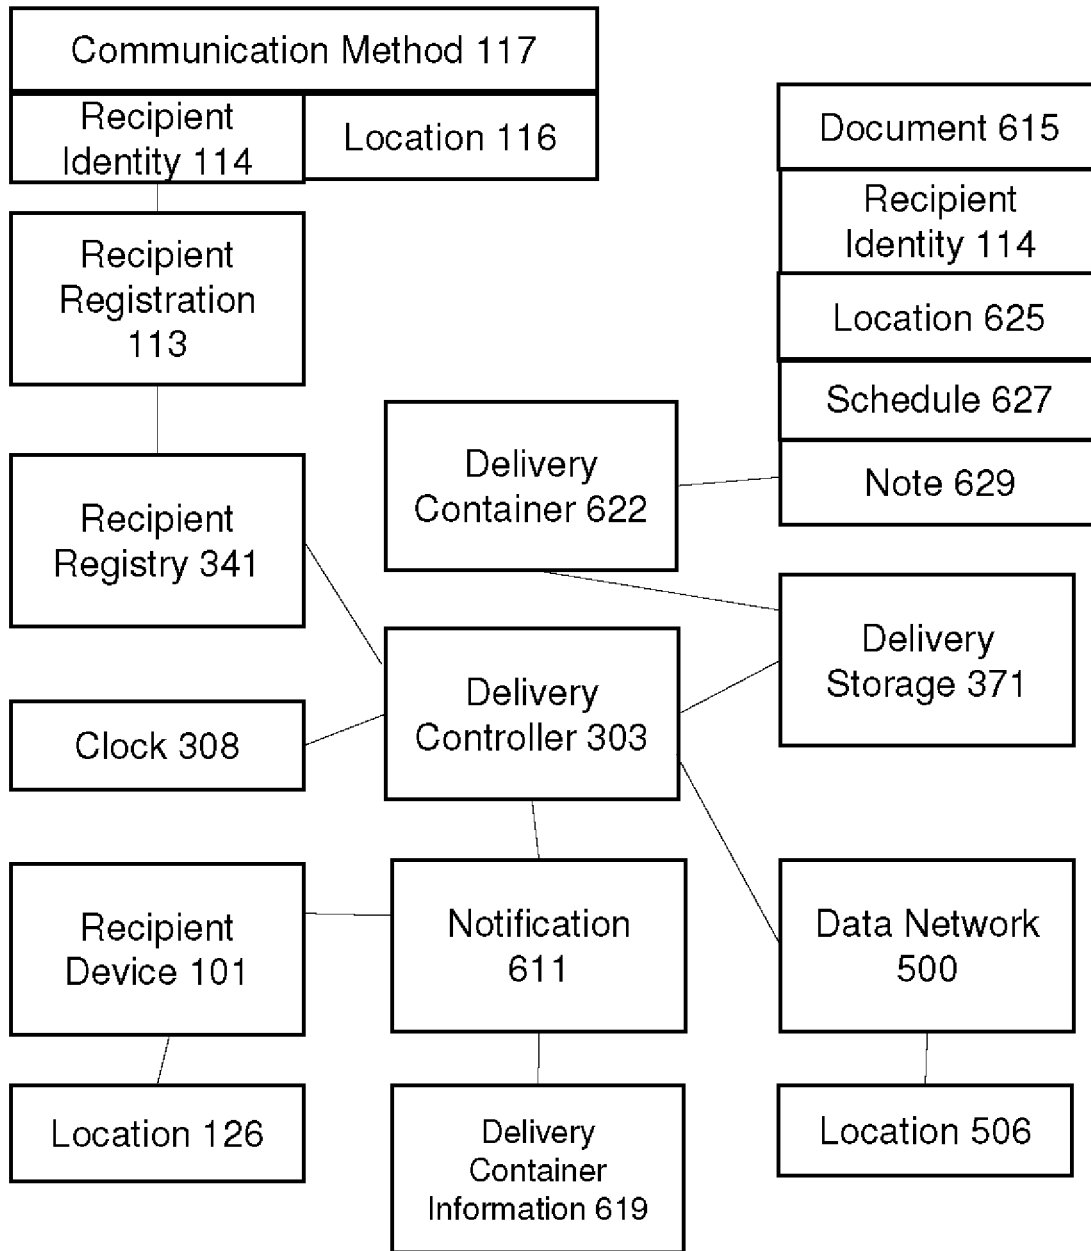 Communication Method 117
Recipient
Identity 114
Location 116
Document 615
Recipient
Identity 114
Location 625
Schedule 627
Note 629
Recipient
Registration
113
Delivery
Container 622
Recipient
Registry 341
Delivery
Storage 371
Delivery
Controller 303
Clock 308
Recipient
Device 101
Notification
611
Data Network
500
Location 126
Delivery
Container
Information 619
Location 506